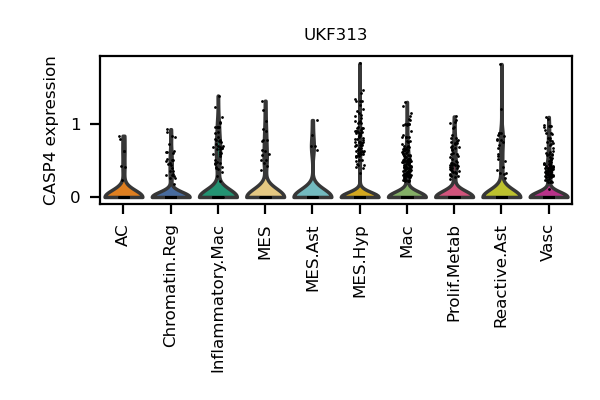 UKF313
CASP4 expression
1
0
AC
Chromatin.Reg
Inflammatory.Mac
MES
MES.Ast
MES.Hyp
Mac
Prolif.Metab
Reactive.Ast
Vasc